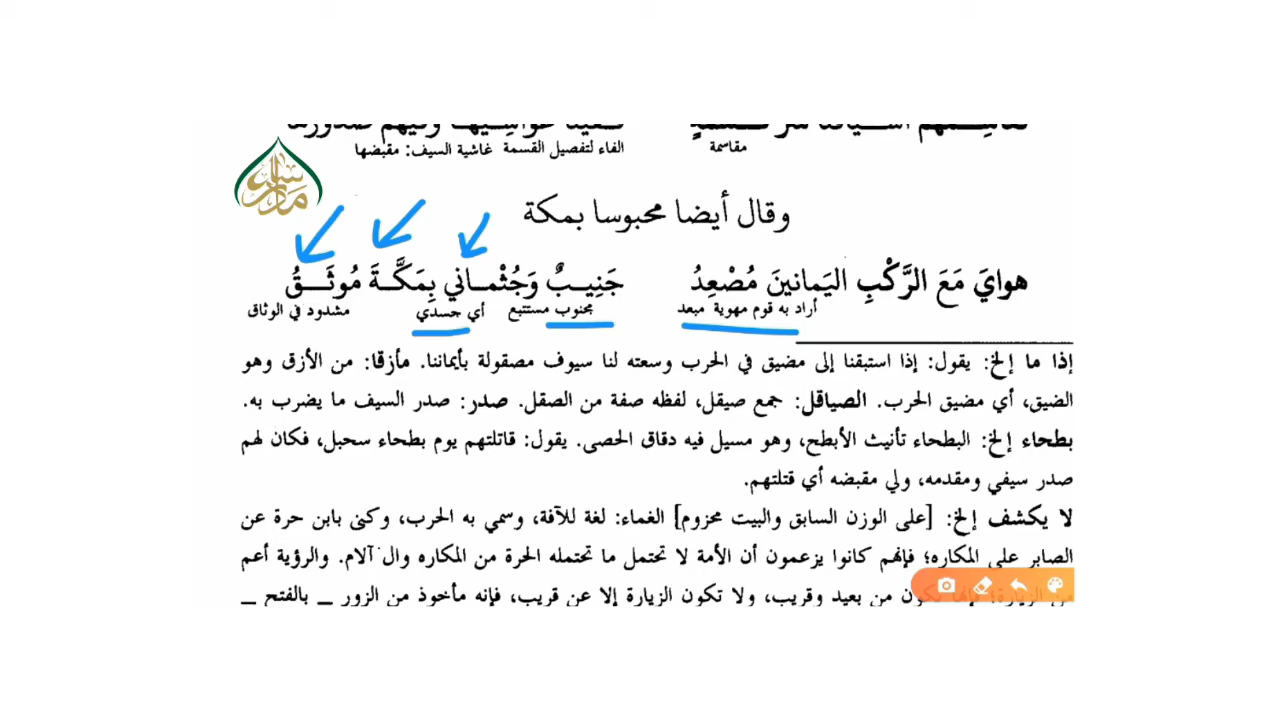 مقاسمة الفاء لتفصيل القسمة غاشية السيف: مقبضها
وقال أيضا محبوسا بمكة
هوايَ مَعَ الرَّكْبِ اليَمانينَ مُصْعِدُ جَنِيبٌ وَجُثْماني بِمَكَّةَ مُوثَقُ
أراد به قوم مهوية مبعد مجنوب مستتبع أي جسدي مشدود في الوثاق
إذا ما إلخ: يقول: إذا استبقنا إلى مضيق في الحرب وسعته لنا سيوف مصقولة بأيماننا. مأزقا: من الأزق وهو
الضيق، أي مضيق الحرب. الصياقل: جمع صيقل، لفظه صفة من الصقل. صدر: صدر السيف ما يضرب به.
بطحاء إلخ: البطحاء تأنيث الأبطح، وهو مسيل فيه دقاق الحصى. يقول: قاتلتهم يوم بطحاء سحبل، فكان لهم
صدر سيفي ومقدمه، ولي مقبضه أي قتلتهم.
لا يكشف إلخ: [على الوزن السابق والبيت مخزوم] الغماء: لغة للآفة، وسمي به الحرب، وكنى بابن حرة عن
الصابر على المكاره؛ فإنهم كانوا يزعمون أن الأمة لا تحتمل ما تحتمله الحرة من المكاره والآلام. والرؤية أعم
من بعيد وقريب، ولا تكون الزيارة إلا عن قريب، فإنه مأخوذ من الزور – بالفتح –